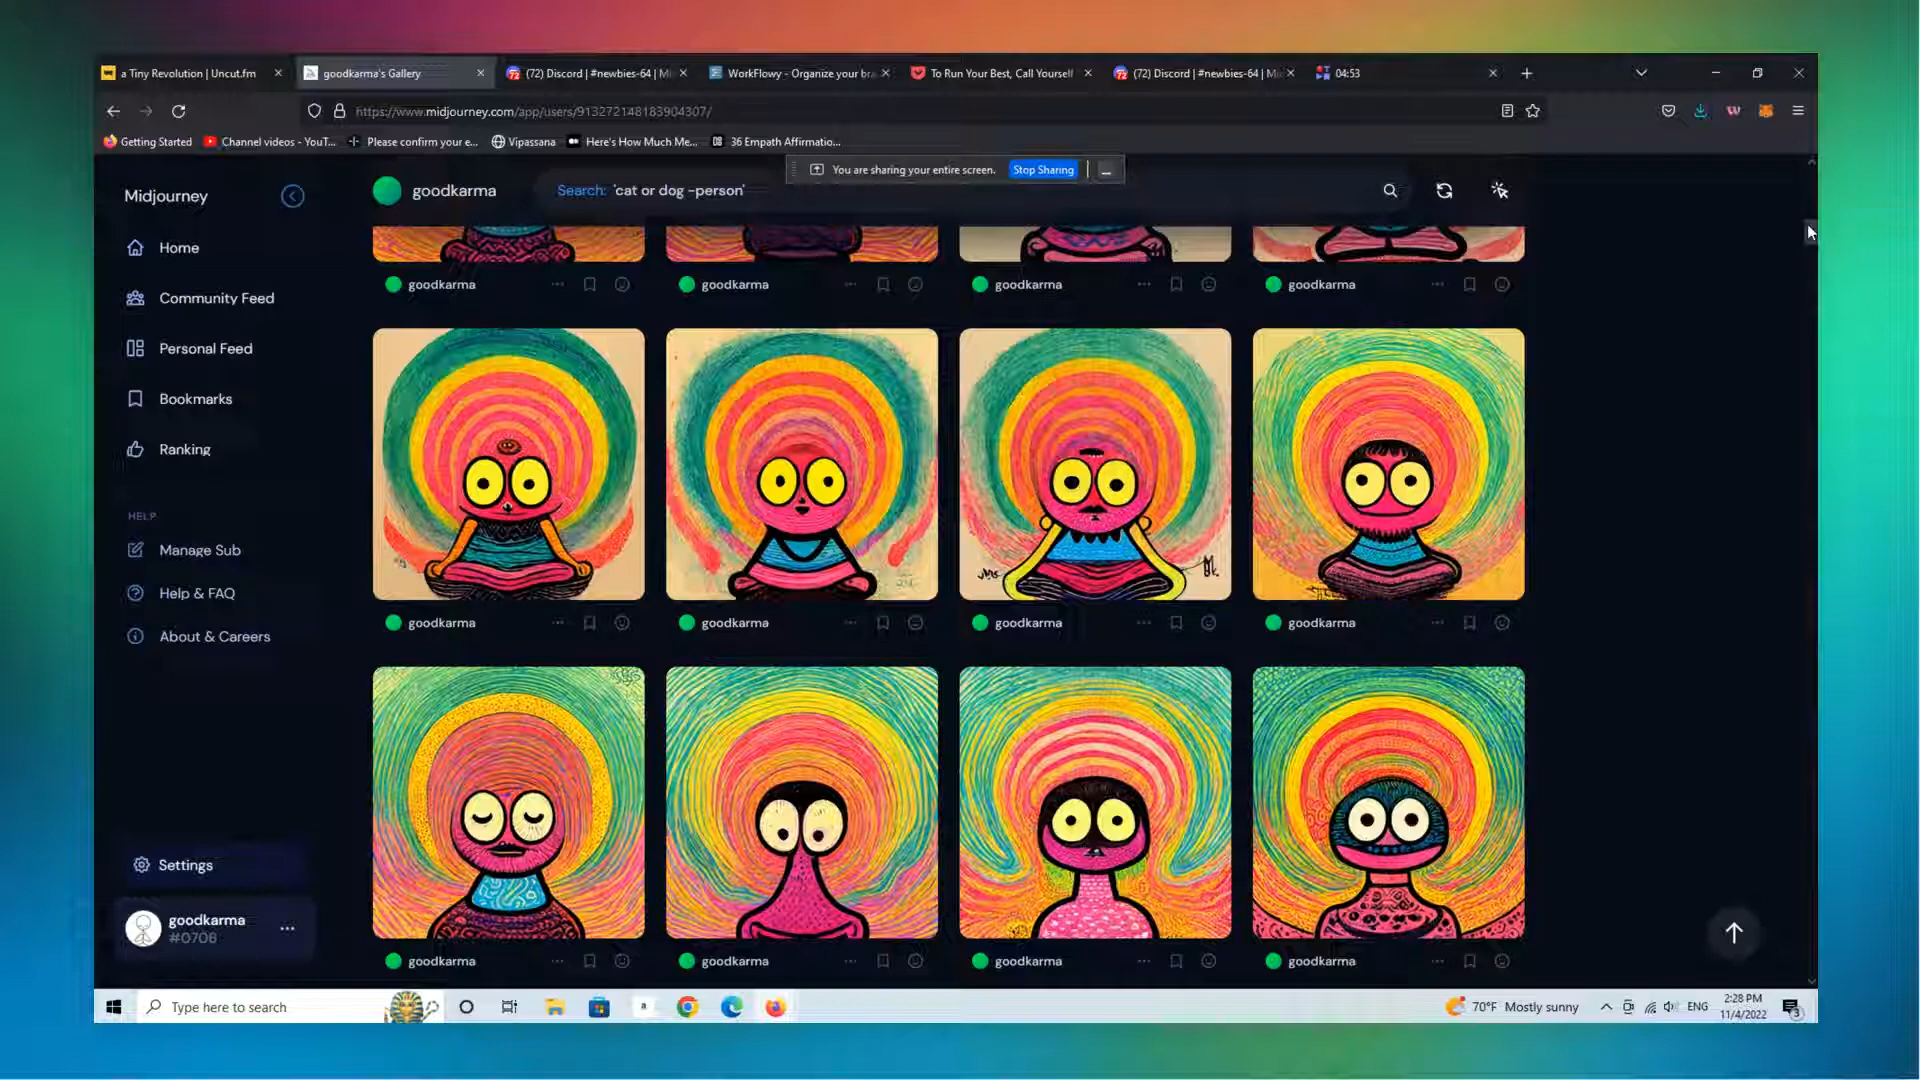 a Tiny Revolution | Uncut.fm
goodkarma's Gallery
(72) Discord | #newbies-64 | Mi
WorkFlowy - Organize your bra
To Run Your Best, Call Yourself
(72) Discord | #newbies-64 | Mi
04:53
https://www.midjourney.com/app/users/913272148183904307/
Getting Started
Channel videos - YouT...
Please confirm your e...
Vipassana
Here's How Much Me...
36 Empath Affirmatio...
You are sharing your entire screen.
Stop Sharing
Midjourney
goodkarma
Search: 'cat or dog -person'
Home
Community Feed
Personal Feed
Bookmarks
Ranking
HELP
Manage Sub
Help & FAQ
About & Careers
Settings
goodkarma
#0706
goodkarma
goodkarma
goodkarma
goodkarma
goodkarma
goodkarma
goodkarma
goodkarma
goodkarma
goodkarma
goodkarma
goodkarma
Type here to search
70°F Mostly sunny
ENG
2:28 PM
11/4/2022
3